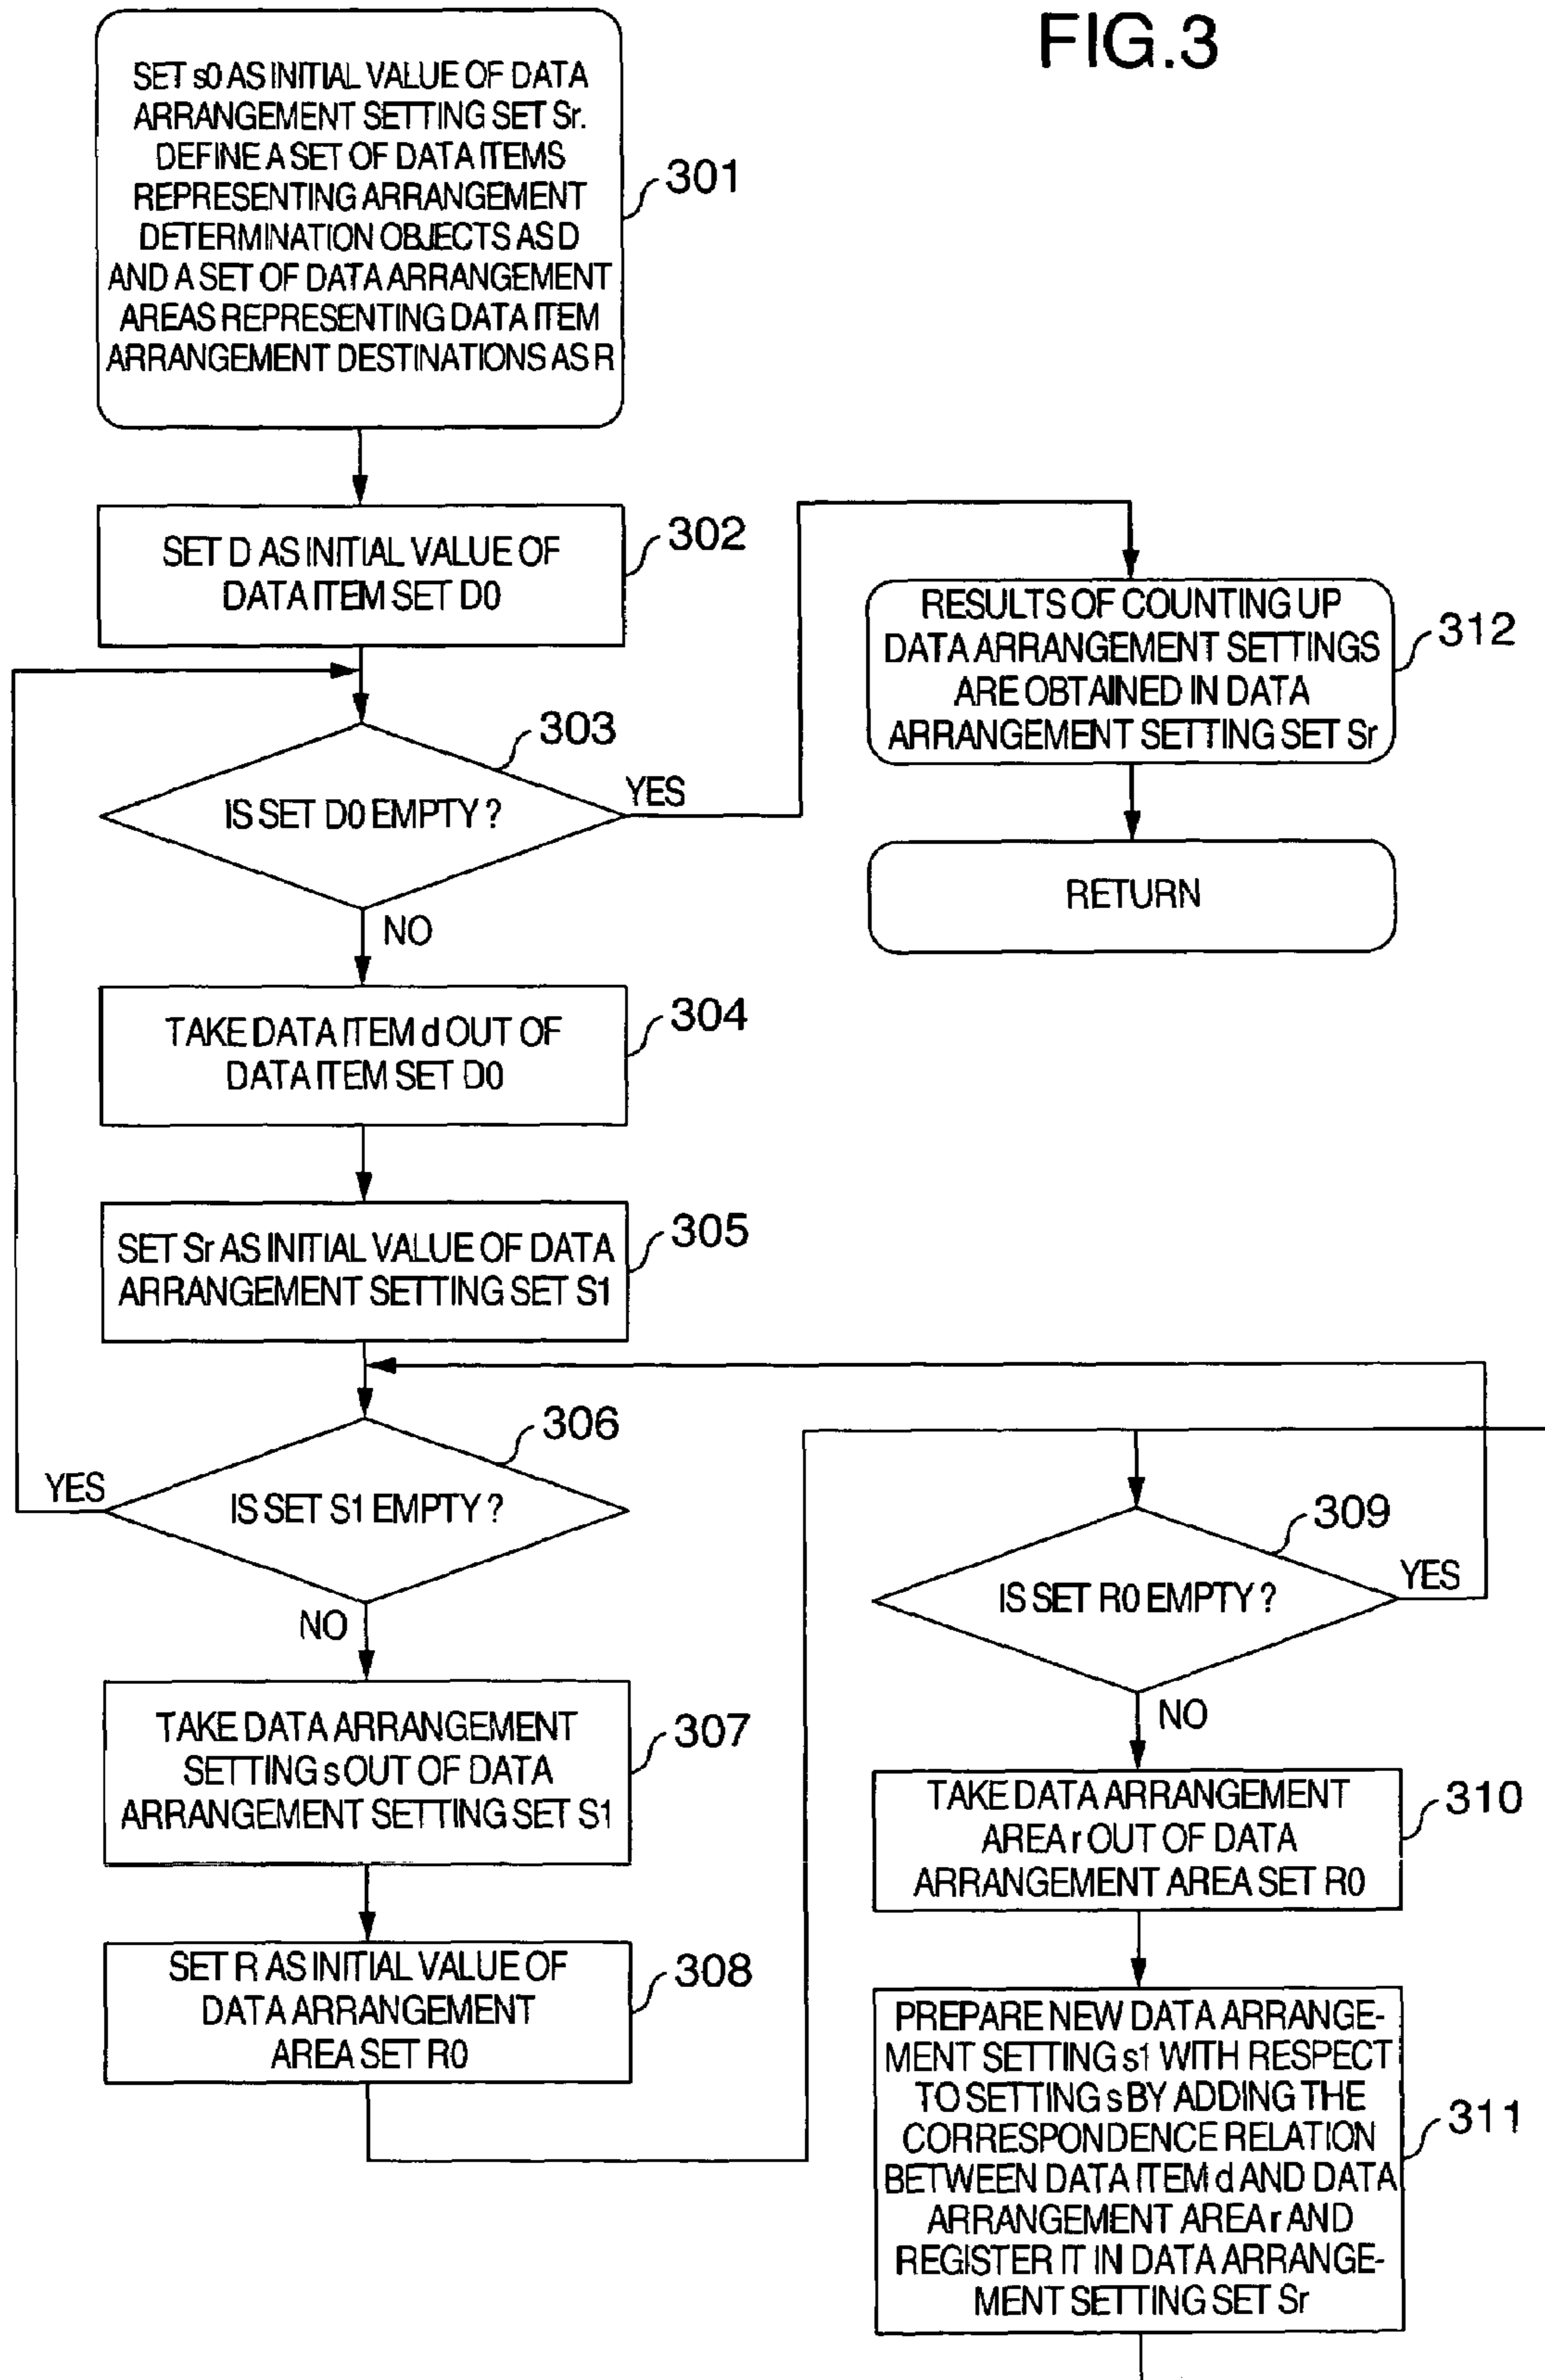 FIG.3
SET s0 AS INITIAL VALUE OF DATA
ARRANGEMENT SETTING SET Sr.
DEFINE A SET OF DATA ITEMS
REPRESENTING ARRANGEMENT
DETERMINATION OBJECTS AS D
AND A SET OF DATA ARRANGEMENT
AREAS REPRESENTING DATA ITEM
ARRANGEMENT DESTINATIONS AS R
301
SET D AS INITIAL VALUE OF
DATA ITEM SET D0
302
IS SET D0 EMPTY ?
303
YES
NO
RESULTS OF COUNTING UP
DATA ARRANGEMENT SETTINGS
ARE OBTAINED IN DATA
ARRANGEMENT SETTING SET Sr
312
RETURN
TAKE DATA ITEM d OUT OF
DATA ITEM SET D0
304
SET Sr AS INITIAL VALUE OF DATA
ARRANGEMENT SETTING SET S1
305
IS SET S1 EMPTY ?
306
YES
NO
TAKE DATA ARRANGEMENT
SETTING s OUT OF DATA
ARRANGEMENT SETTING SET S1
307
SET R AS INITIAL VALUE OF
DATA ARRANGEMENT
AREA SET R0
308
IS SET R0 EMPTY ?
309
YES
NO
TAKE DATA ARRANGEMENT
AREA r OUT OF DATA
ARRANGEMENT AREA SET R0
310
PREPARE NEW DATA ARRANGE-
MENT SETTING s1 WITH RESPECT
TO SETTING s BY ADDING THE
CORRESPONDENCE RELATION
BETWEEN DATA ITEM d AND DATA
ARRANGEMENT AREA r AND
REGISTER IT IN DATA ARRANGE-
MENT SETTING SET Sr
311